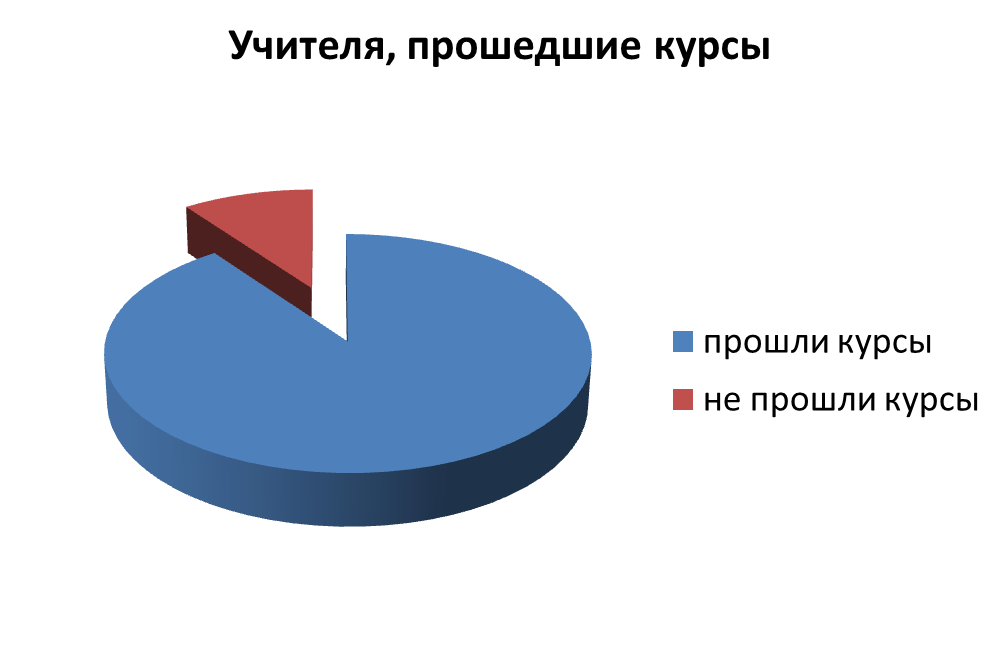 Учителя, прошедшие курсы
прошли курсы
не прошли курсы